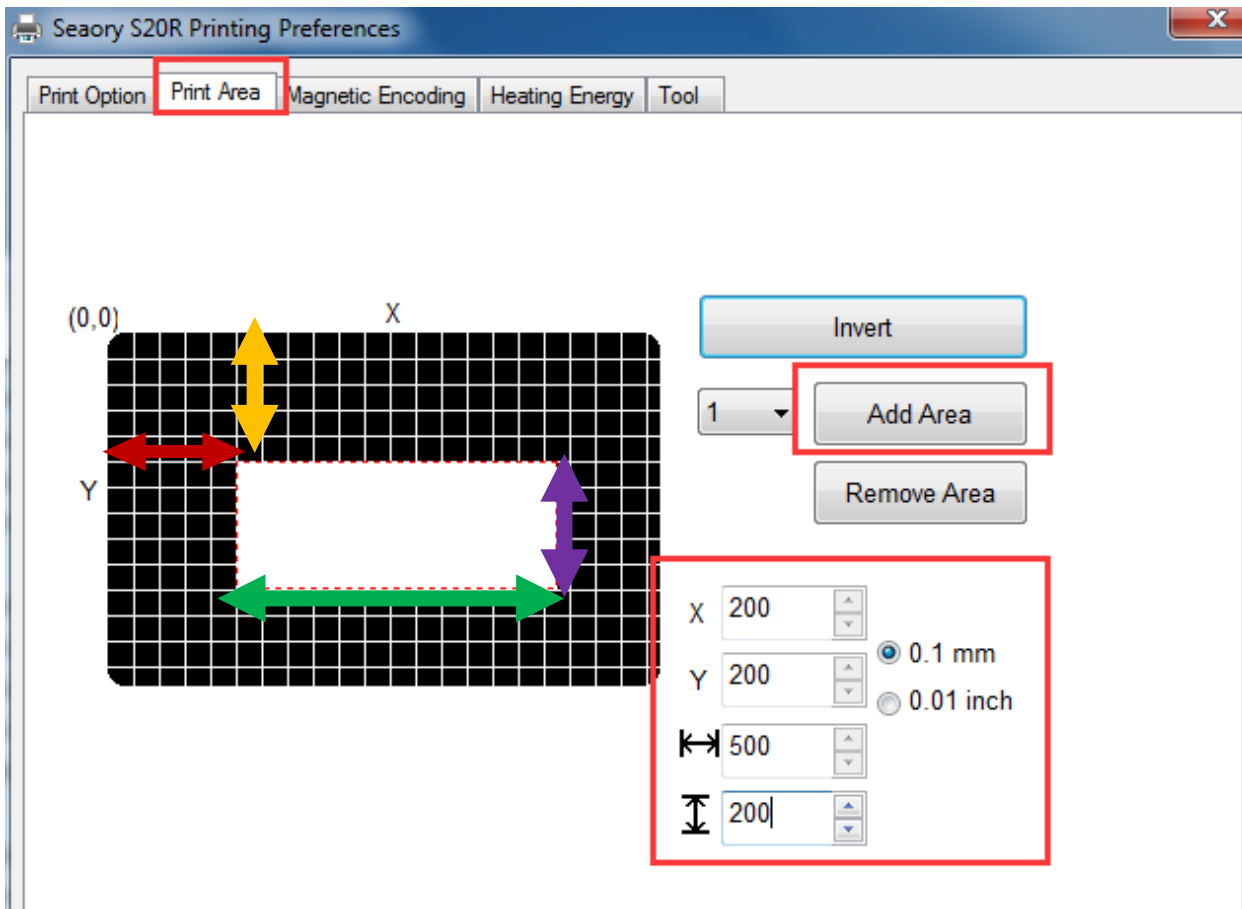 Seaory S20R Printing Preferences
Print Option Print Area Magnetic Encoding Heating Energy Tool
(0,0) X
Invert
1 Add Area
Y
Remove Area
X 200
0.1 mm
Y 200
0.01 inch
500
200